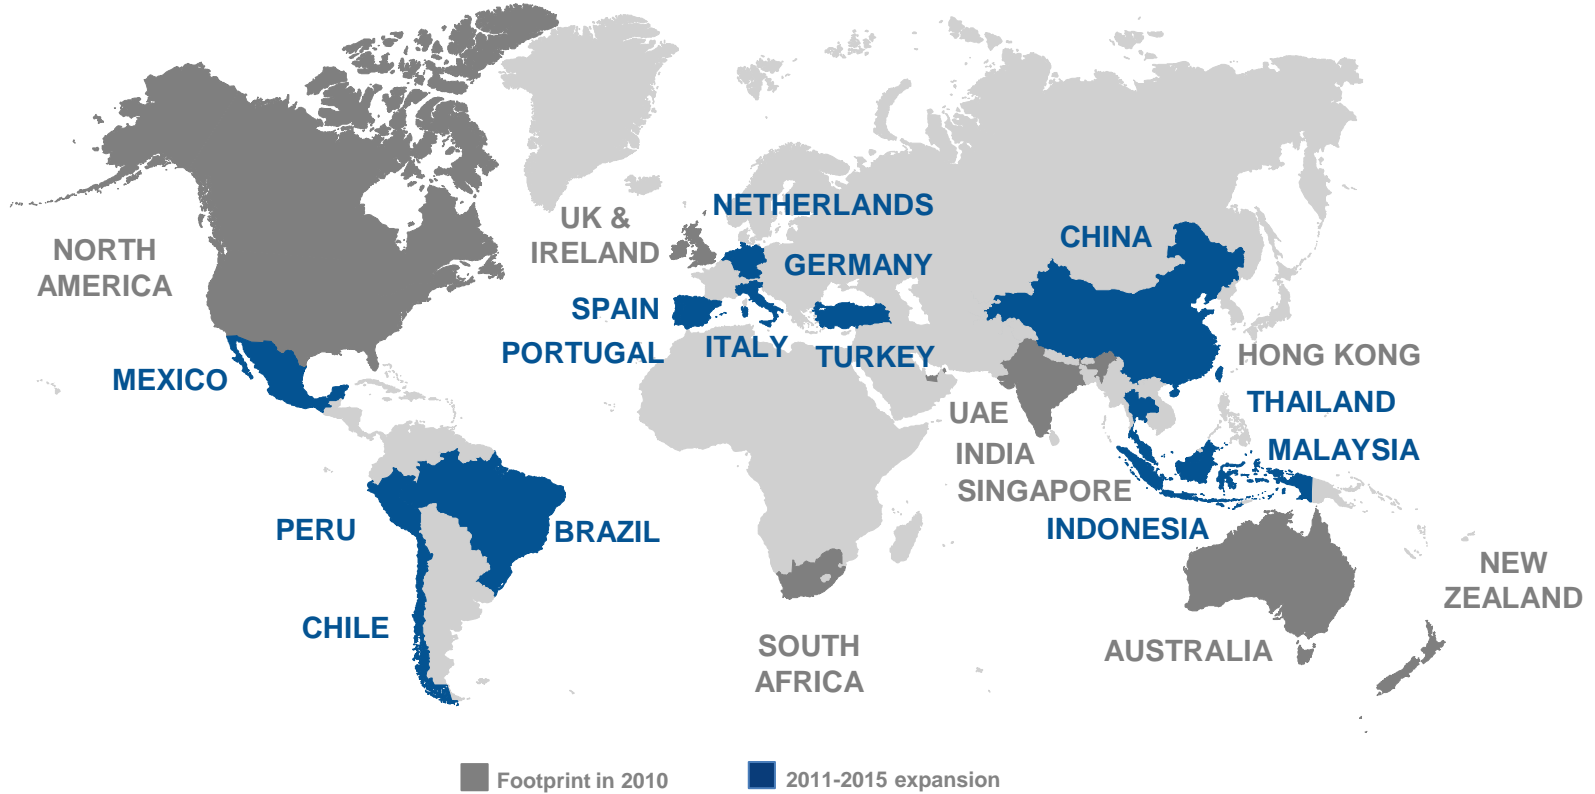 NETHERLANDS
UK &
IRELAND
NORTH
AMERICA
CHINA
GERMANY
SPAIN
PORTUGAL
ITALY
TURKEY
HONG KONG
MEXICO
THAILAND
UAE
INDIA
MALAYSIA
SINGAPORE
PERU
BRAZIL
INDONESIA
NEW
ZEALAND
CHILE
SOUTH
AFRICA
AUSTRALIA
Footprint in 2010
2011-2015 expansion